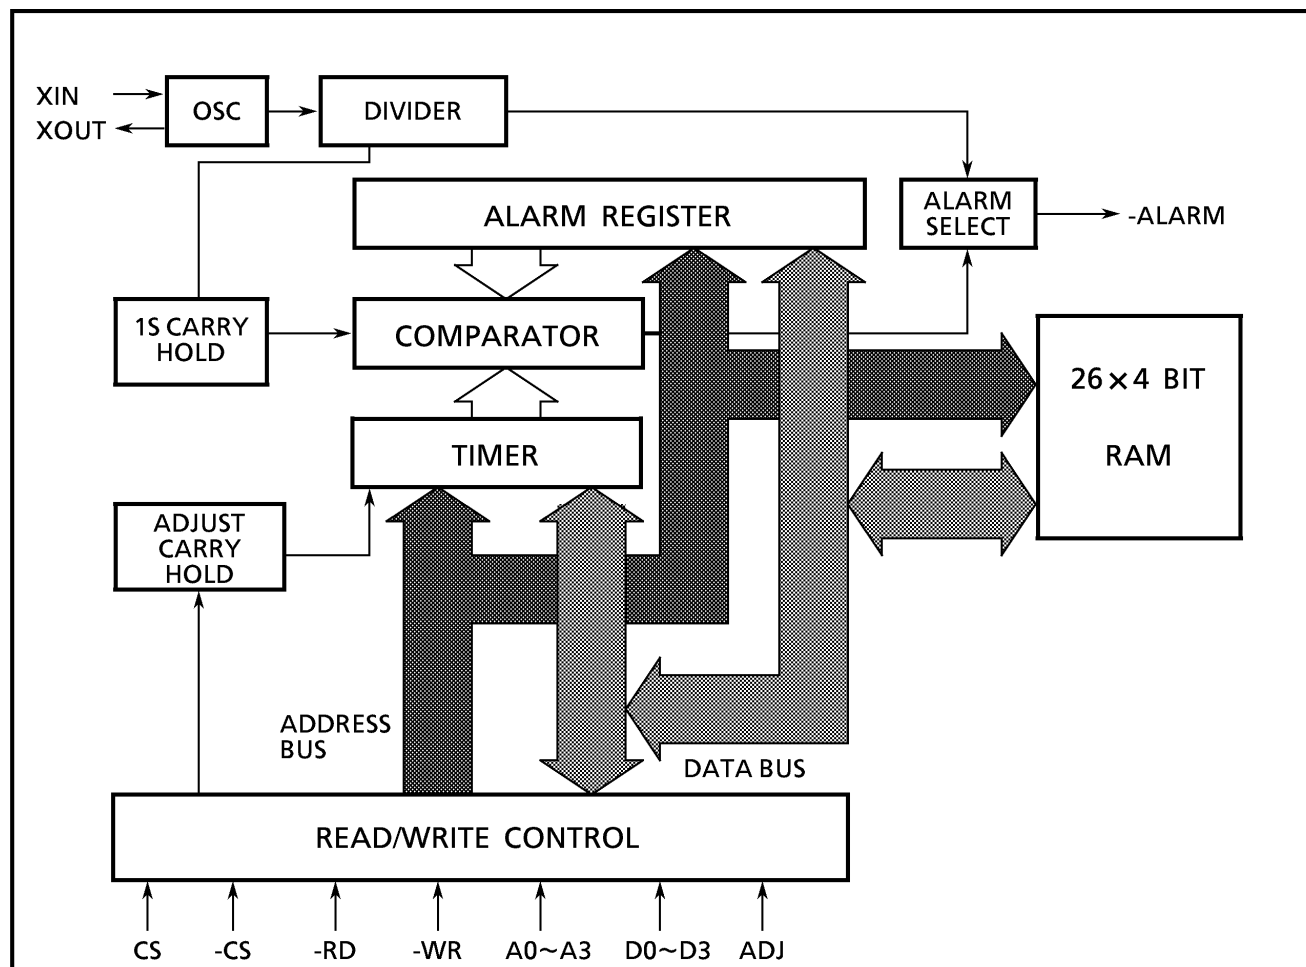 XIN
XOUT
OSC
DIVIDER
ALARM REGISTER
ALARM
SELECT
-ALARM
1S CARRY
HOLD
COMPARATOR
26×4 BIT
RAM
TIMER
ADJUST
CARRY
HOLD
ADDRESS
BUS
DATA BUS
READ/WRITE CONTROL
CS -CS -RD -WR A0~A3 D0~D3 ADJ